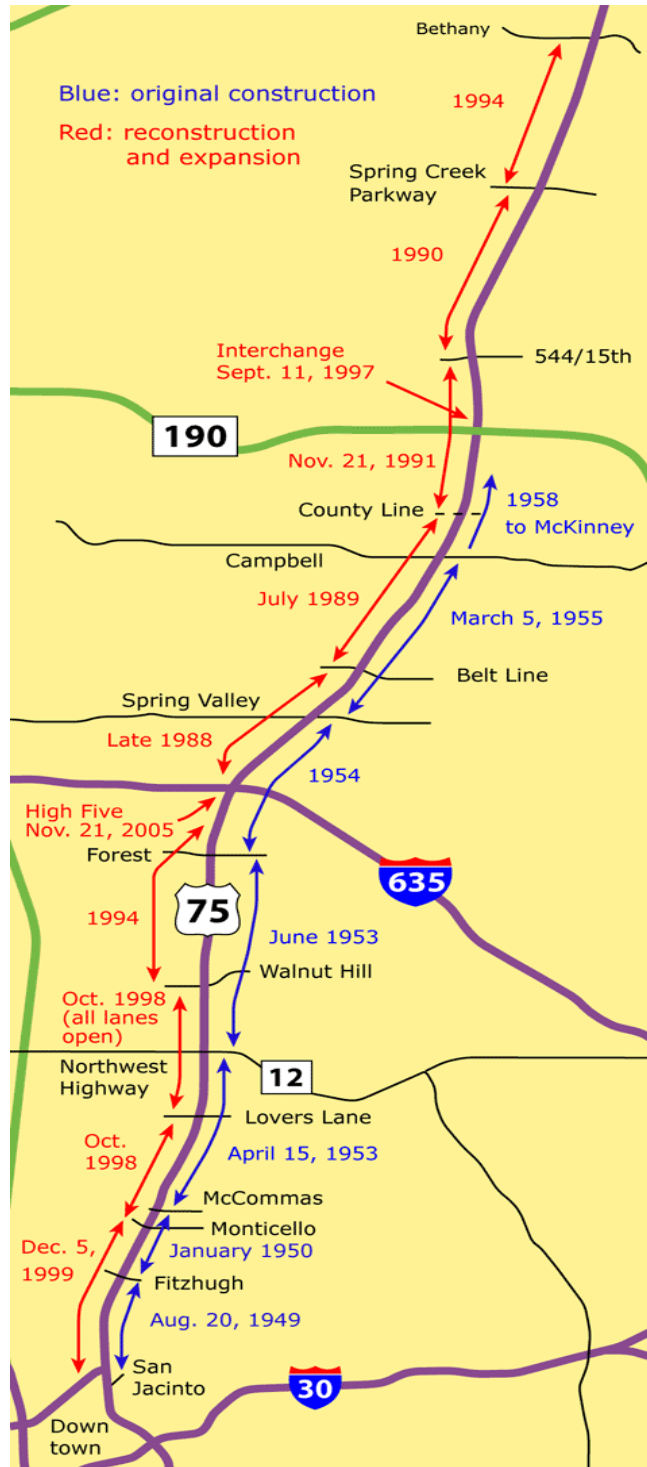 Bethany
Blue: original construction
1994
Red: reconstruction
and expansion
Spring Creek
Parkway
1990
Interchange
Sept. 11, 1997
544/15th
190
Nov. 21, 1991
County Line
1958
to McKinney
Campbell
July 1989
March 5, 1955
Belt Line
Spring Valley
Late 1988
1954
High Five
Nov. 21, 2005
Forest
635
75
1994
June 1953
Walnut Hill
Oct. 1998
(all lanes
open)
Northwest
Highway
12
Lovers Lane
Oct.
1998
April 15, 1953
McCommas
Monticello
Dec. 5,
1999
January 1950
Fitzhugh
Aug. 20, 1949
San
Jacinto
30
Down
town